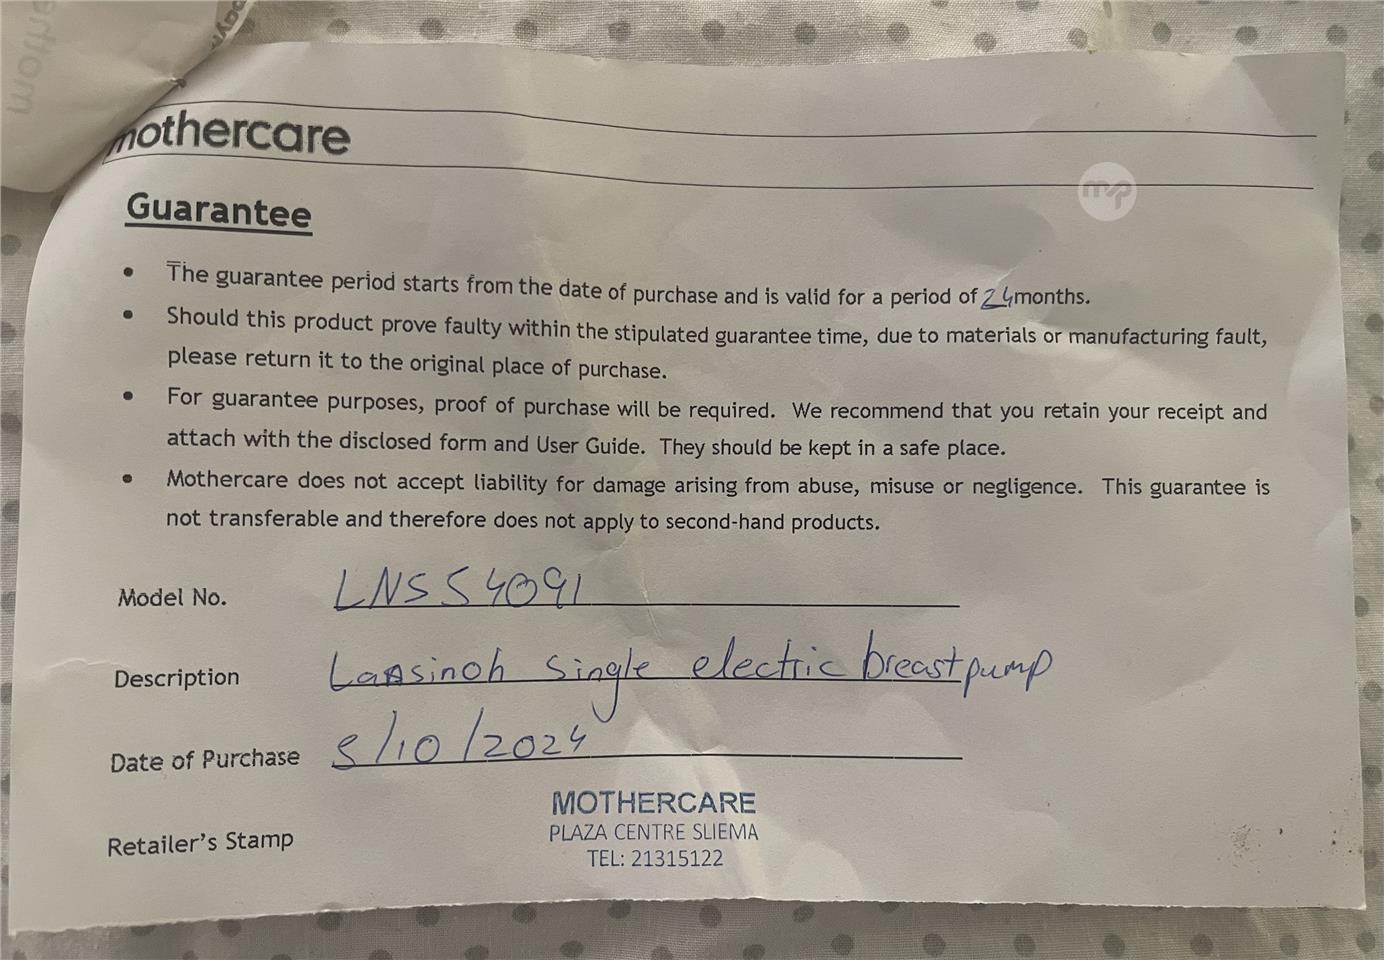 mothercare
mp
Guarantee
• The guarantee period starts from the date of purchase and is valid for a period of 24 months.
• Should this product prove faulty within the stipulated guarantee time, due to materials or manufacturing fault,
please return it to the original place of purchase.
• For guarantee purposes, proof of purchase will be required. We recommend that you retain your receipt and
attach with the disclosed form and User Guide. They should be kept in a safe place.
• Mothercare does not accept liability for damage arising from abuse, misuse or negligence. This guarantee is
not transferable and therefore does not apply to second-hand products.
Model No. LNS54091
Description Lansinoh single electric breastpump
Date of Purchase 5/10/2024
Retailer's Stamp
MOTHERCARE
PLAZA CENTRE SLIEMA
TEL: 21315122